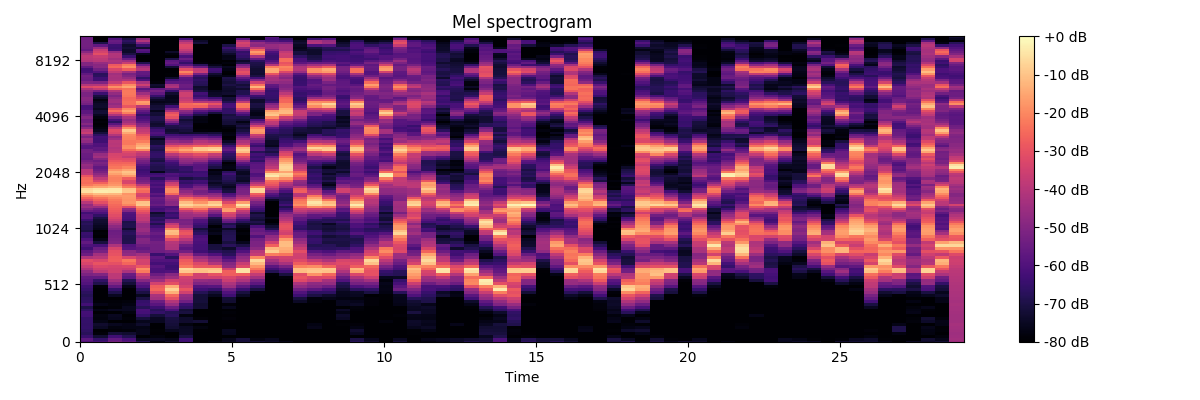 Mel spectrogram
Hz
8192
4096
2048
1024
512
0
0 5 10 15 20 25
Time
+0 dB
-10 dB
-20 dB
-30 dB
-40 dB
-50 dB
-60 dB
-70 dB
-80 dB